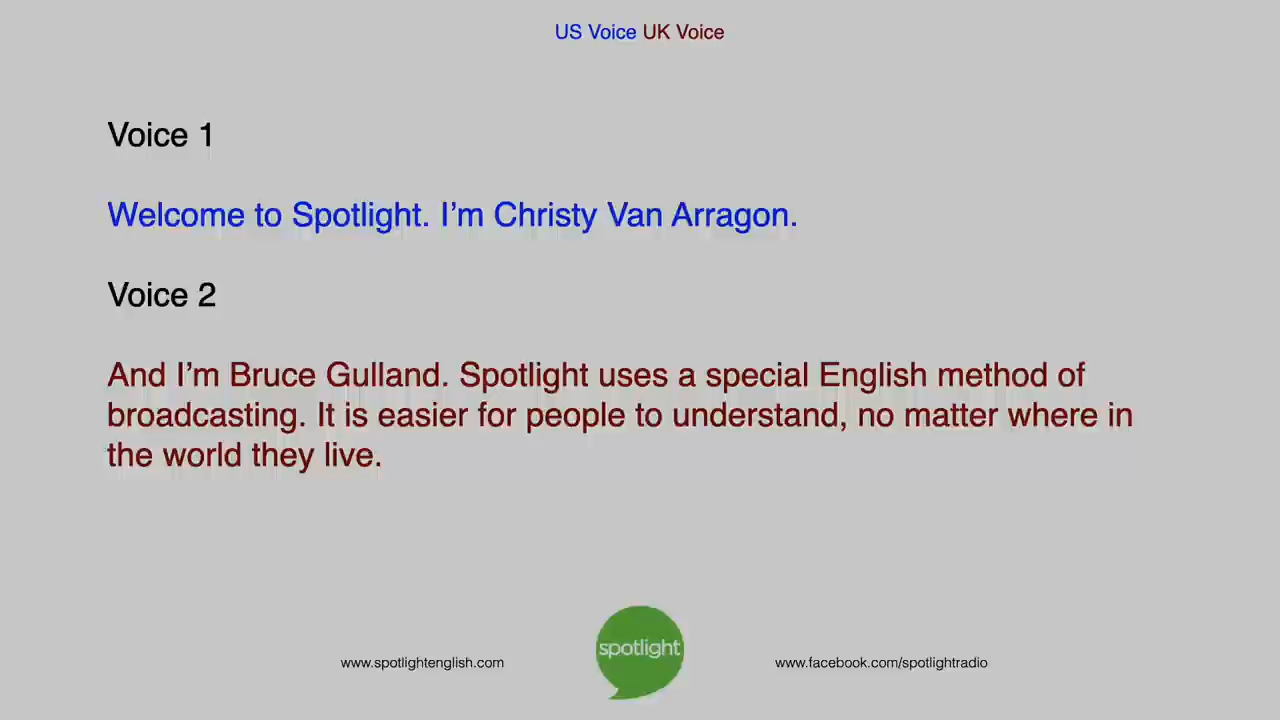 US Voice UK Voice
Voice 1
Welcome to Spotlight. I’m Christy Van Arragon.
Voice 2
And I’m Bruce Gulland. Spotlight uses a special English method of
broadcasting. It is easier for people to understand, no matter where in
the world they live.
spotlight
www.spotlightenglish.com
www.facebook.com/spotlightradio